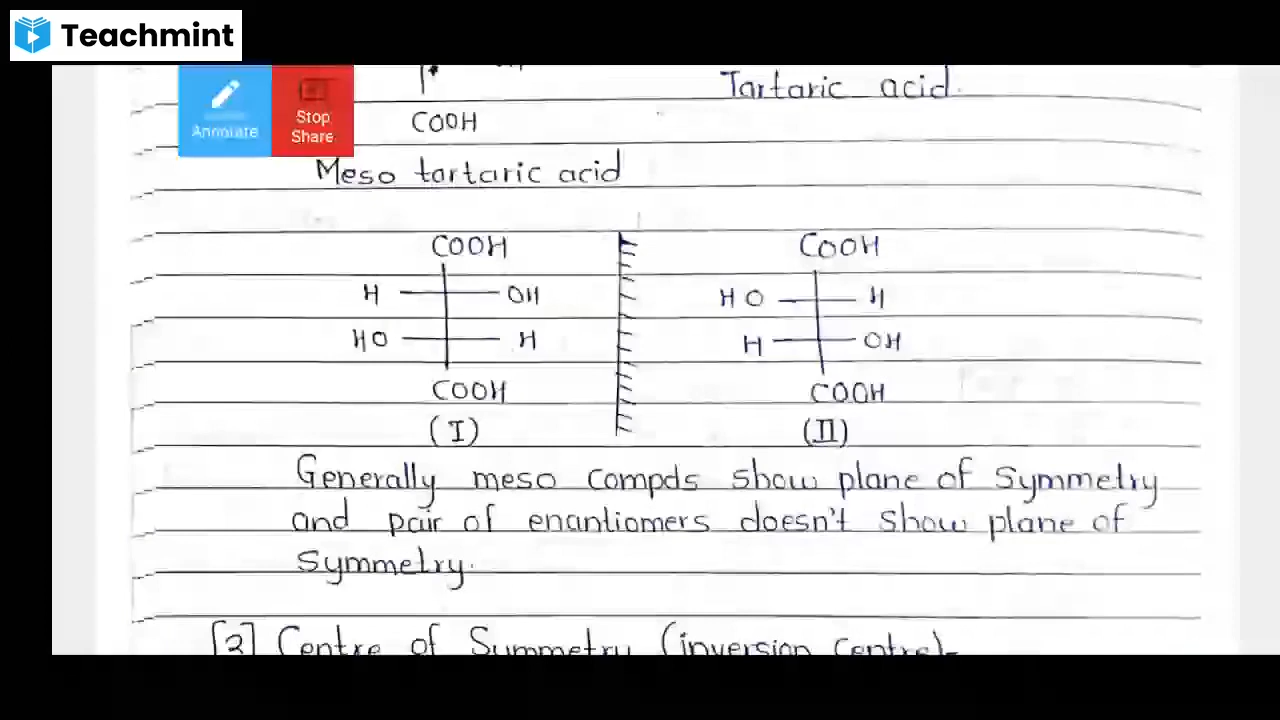 Teachmint
Annotate
Stop
Share
Tartaric acid.
COOH
Meso tartaric acid
COOH COOH
H OH HO H
HO H H OH
COOH COOH
(I) (II)
Generally meso compds show plane of Symmetry
and pair of enantiomers doesn't show plane of
Symmetry.
[2] Centre of Symmetry (inversion centre)-